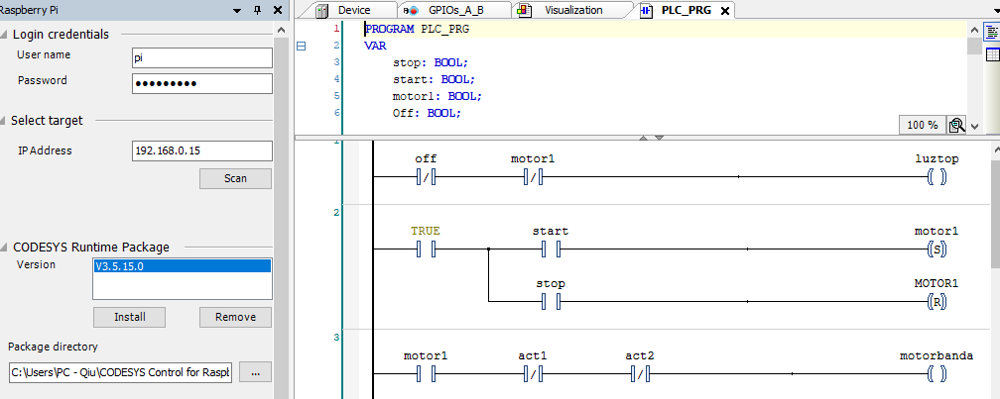 Raspberry Pi
Login credentials
User name
pi
Password
•••••••••
Select target
IP Address
192.168.0.15
Scan
CODESYS Runtime Package
Version
V3.5.15.0
Install
Remove
Package directory
C:\Users\PC - Qiu\CODESYS Control for Rasp
...
Device
GPIOs_A_B
Visualization
PLC_PRG
1 PROGRAM PLC_PRG
2 VAR
3 stop: BOOL;
4 start: BOOL;
5 motor1: BOOL;
6 Off: BOOL;
100 %
1
off motor1 luztop
( )
2
TRUE start motor1
(S)
stop MOTOR1
(R)
3
motor1 act1 act2 motorbanda
( )